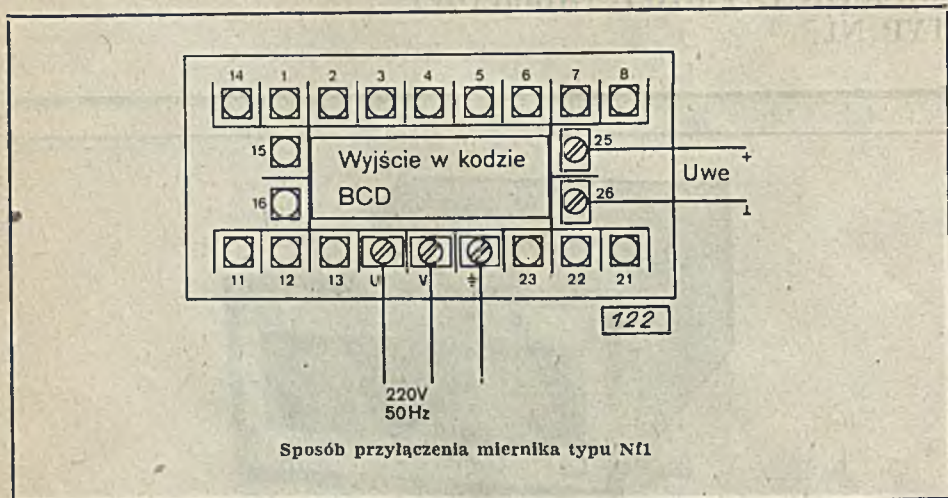 14 1 2 3 4 5 6 7 8
15 Wyjście w kodzie 25 +
BCD Uwe
16 26 ⊥
11 12 13 U V ⏚ 23 22 21
122
220V
50Hz
Sposób przyłączenia miernika typu Nf1